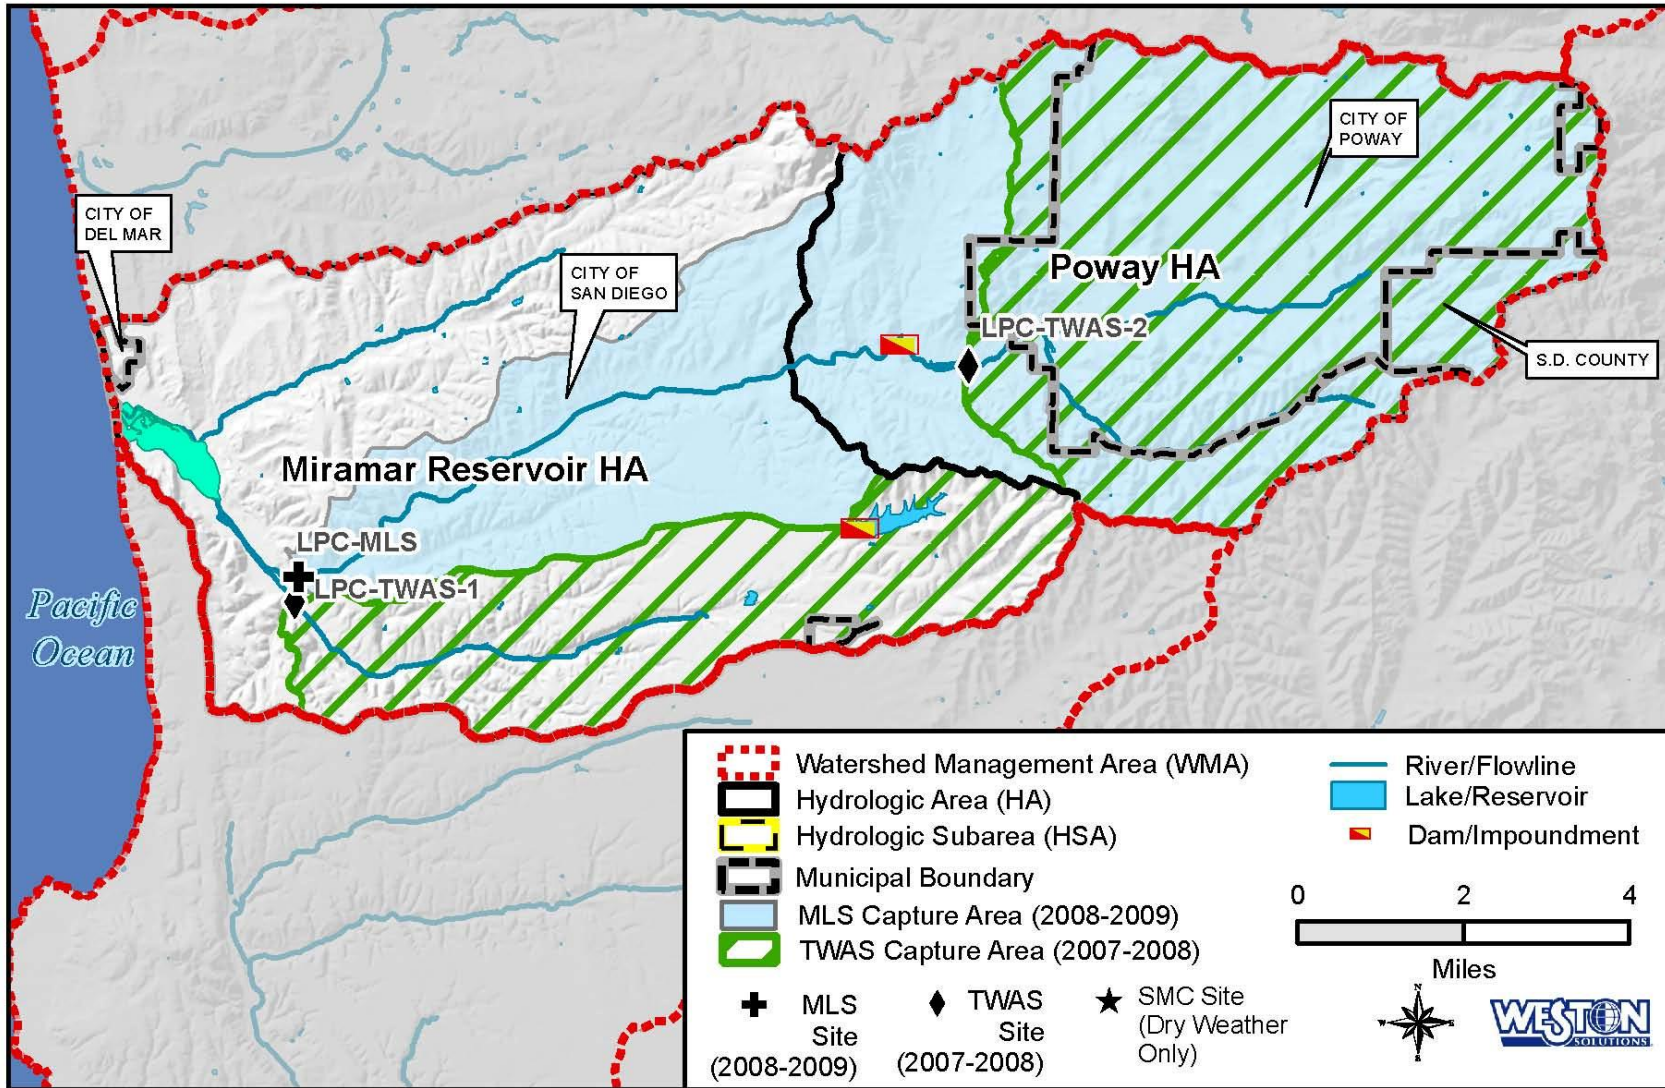 CITY OF
POWAY
CITY OF
DEL MAR
CITY OF
SAN DIEGO
Poway HA
LPC-TWAS-2
S.D. COUNTY
Miramar Reservoir HA
LPC-MLS
LPC-TWAS-1
Pacific
Ocean
Watershed Management Area (WMA)
Hydrologic Area (HA)
Hydrologic Subarea (HSA)
Municipal Boundary
MLS Capture Area (2008-2009)
TWAS Capture Area (2007-2008)
MLS
Site
(2008-2009)
TWAS
Site
(2007-2008)
SMC Site
(Dry Weather
Only)
River/Flowline
Lake/Reservoir
Dam/Impoundment
0 2 4
Miles
N
W E
S
WESTON
SOLUTIONS